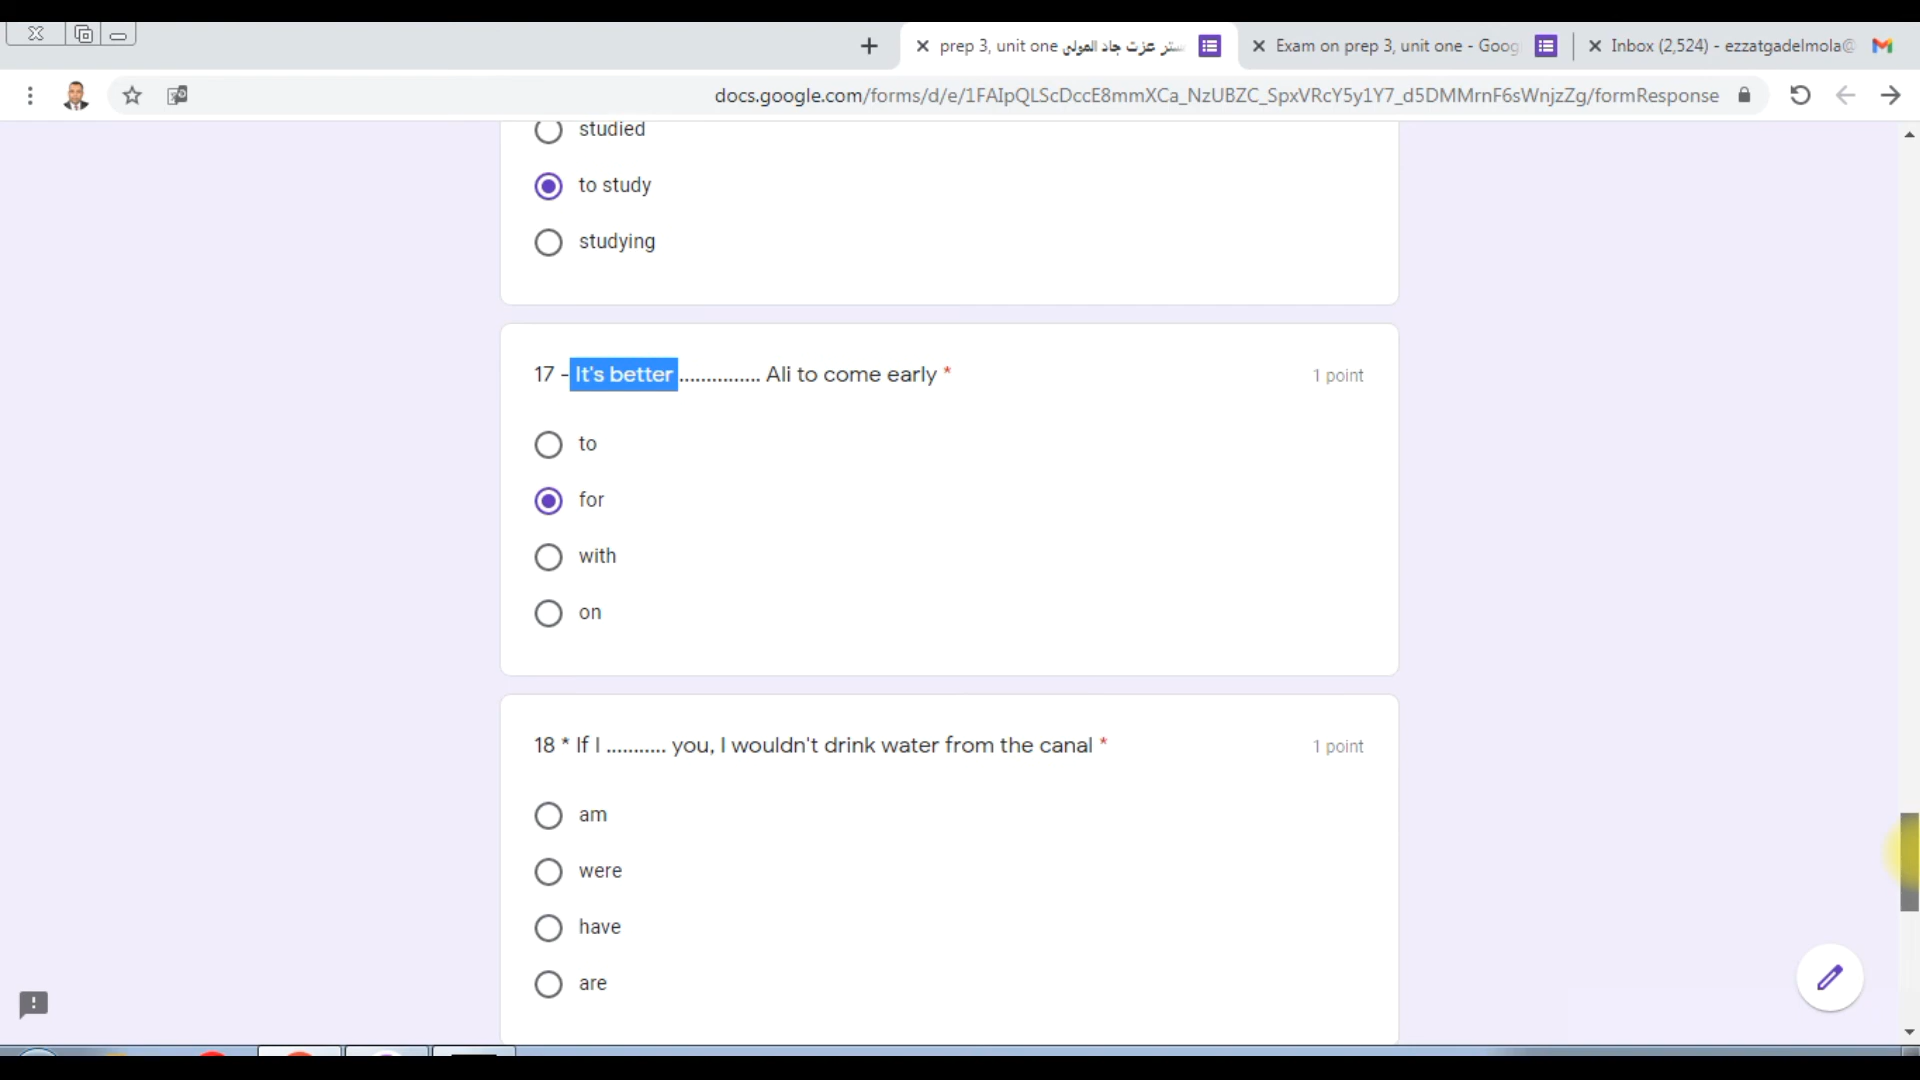 prep 3, unit one ستر عزت جاد المولى
Exam on prep 3, unit one - Goog
Inbox (2,524) - ezzatgadelmola@
docs.google.com/forms/d/e/1FAIpQLScDccE8mmXCa_NzUBZC_SpxVRcY5y1Y7_d5DMMrnF6sWnjzZg/formResponse
studied
to study
studying
17 - It's better ............... Ali to come early *
1 point
to
for
with
on
18 * If I ........... you, I wouldn't drink water from the canal *
1 point
am
were
have
are